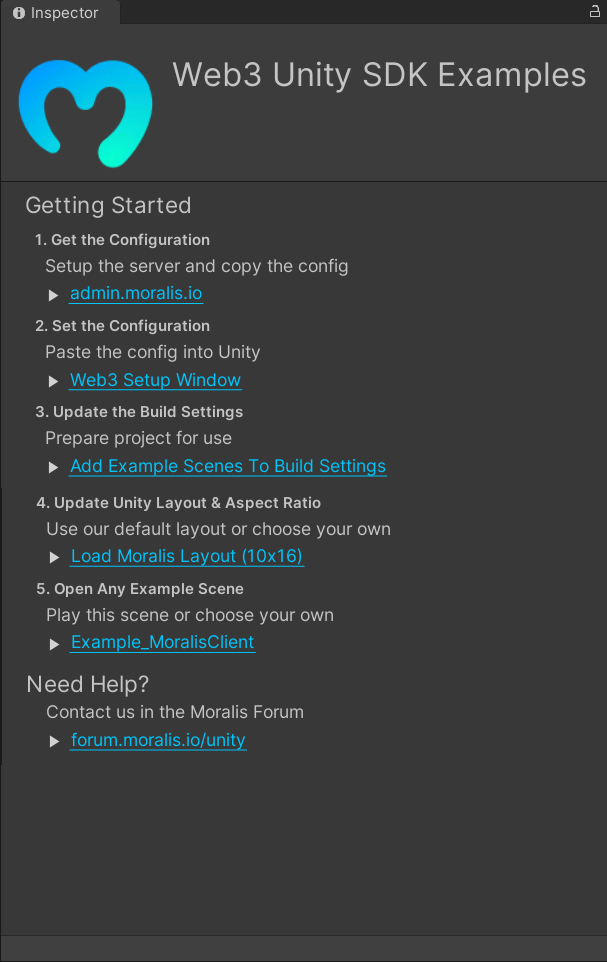 Inspector
Web3 Unity SDK Examples
Getting Started
1. Get the Configuration
Setup the server and copy the config
admin.moralis.io
2. Set the Configuration
Paste the config into Unity
Web3 Setup Window
3. Update the Build Settings
Prepare project for use
Add Example Scenes To Build Settings
4. Update Unity Layout & Aspect Ratio
Use our default layout or choose your own
Load Moralis Layout (10x16)
5. Open Any Example Scene
Play this scene or choose your own
Example_MoralisClient
Need Help?
Contact us in the Moralis Forum
forum.moralis.io/unity